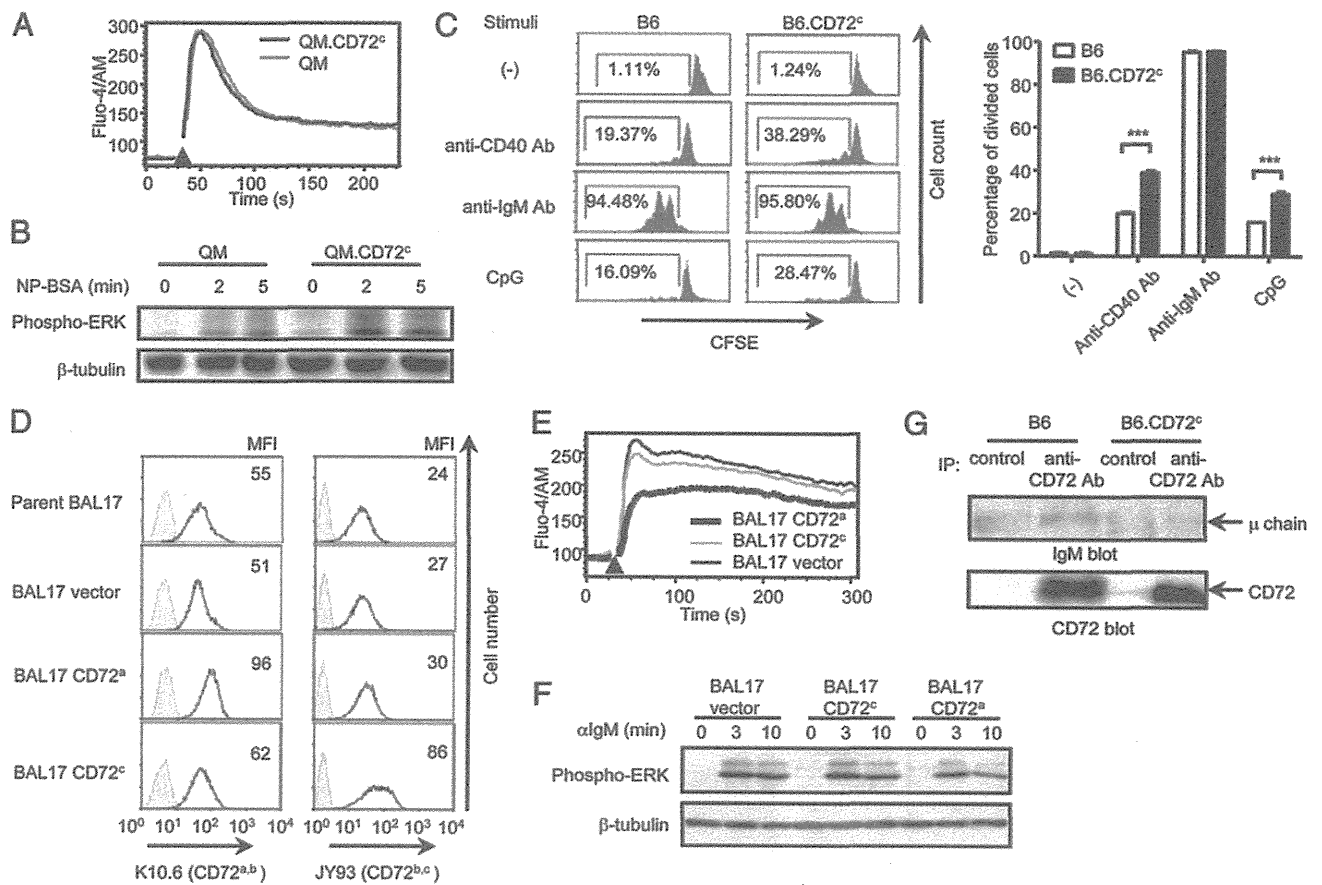 A
300
250
200
150
100
Fluo-4/AM
QM.CD72c
QM
0 50 100 150 200
Time (s)
B
QM QM.CD72c
NP-BSA (min) 0 2 5 0 2 5
Phospho-ERK
β-tubulin
C
Stimuli B6 B6.CD72c
(-) 1.11% 1.24%
anti-CD40 Ab 19.37% 38.29%
anti-IgM Ab 94.48% 95.80%
CpG 16.09% 28.47%
CFSE
Cell count
Percentage of divided cells
100
80
60
40
20
0
B6
B6.CD72c
*** ***
(-) Anti-CD40 Ab Anti-IgM Ab CpG
D
MFI MFI
Parent BAL17 55 24
BAL17 vector 51 27
BAL17 CD72a 96 30
BAL17 CD72c 62 86
Cell number
10⁰ 10¹ 10² 10³ 10⁴ 10⁰ 10¹ 10² 10³ 10⁴
K10.6 (CD72a,b) JY93 (CD72b,c)
E
250
200
150
100
Fluo-4/AM
BAL17 CD72a
BAL17 CD72c
BAL17 vector
0 100 200 300
Time (s)
F
BAL17 vector BAL17 CD72c BAL17 CD72a
αIgM (min) 0 3 10 0 3 10 0 3 10
Phospho-ERK
β-tubulin
G
B6 B6.CD72c
IP: control anti-CD72 Ab control anti-CD72 Ab
μ chain
IgM blot
CD72
CD72 blot